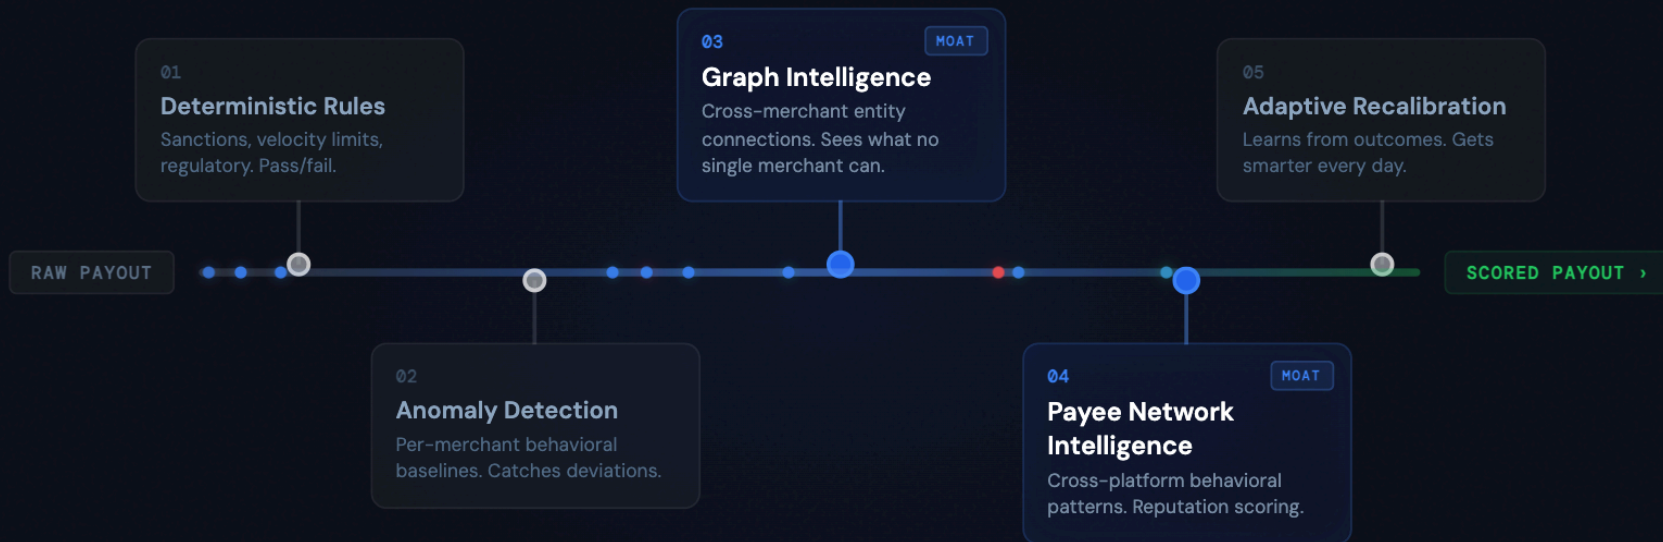 01
Deterministic Rules
Sanctions, velocity limits,
regulatory. Pass/fail.
03
MOAT
Graph Intelligence
Cross-merchant entity
connections. Sees what no
single merchant can.
05
Adaptive Recalibration
Learns from outcomes. Gets
smarter every day.
RAW PAYOUT
SCORED PAYOUT ›
02
Anomaly Detection
Per-merchant behavioral
baselines. Catches deviations.
04
MOAT
Payee Network
Intelligence
Cross-platform behavioral
patterns. Reputation scoring.